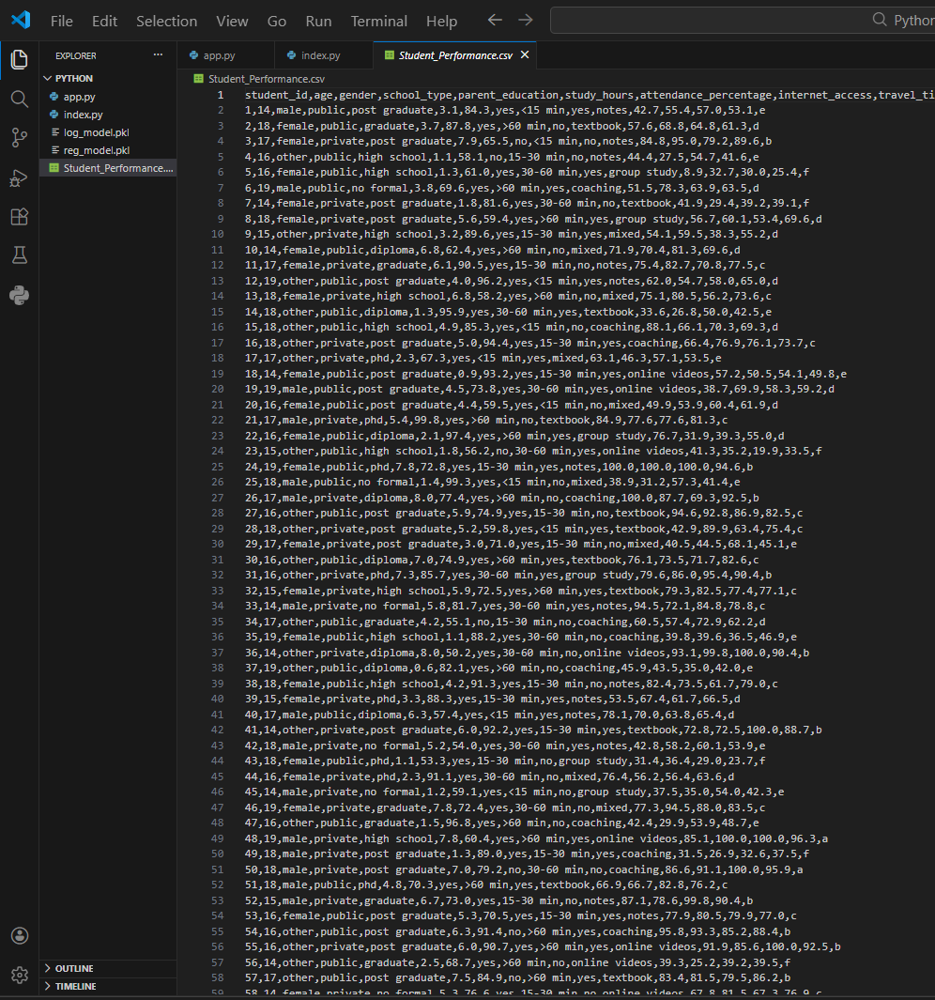 File Edit Selection View Go Run Terminal Help
Python
EXPLORER
PYTHON
app.py
index.py
log_model.pkl
reg_model.pkl
Student_Performance....
OUTLINE
TIMELINE
app.py
index.py
Student_Performance.csv
Student_Performance.csv
1 student_id,age,gender,school_type,parent_education,study_hours,attendance_percentage,internet_access,travel_ti
2 1,14,male,public,post graduate,3.1,84.3,yes,<15 min,yes,notes,42.7,55.4,57.0,53.1,e
3 2,18,female,public,graduate,3.7,87.8,yes,>60 min,no,textbook,57.6,68.8,64.8,61.3,d
4 3,17,female,private,post graduate,7.9,65.5,no,<15 min,no,notes,84.8,95.0,79.2,89.6,b
5 4,16,other,public,high school,1.1,58.1,no,15-30 min,no,notes,44.4,27.5,54.7,41.6,e
6 5,16,female,public,high school,1.3,61.0,yes,30-60 min,yes,group study,8.9,32.7,30.0,25.4,f
7 6,19,male,public,no formal,3.8,69.6,yes,>60 min,yes,coaching,51.5,78.3,63.9,63.5,d
8 7,14,female,private,post graduate,1.8,81.6,yes,30-60 min,no,textbook,41.9,29.4,39.2,39.1,f
9 8,18,female,private,post graduate,5.6,59.4,yes,>60 min,yes,group study,56.7,60.1,53.4,69.6,d
10 9,15,other,private,high school,3.2,89.6,yes,15-30 min,yes,mixed,54.1,59.5,38.3,55.2,d
11 10,14,female,public,diploma,6.8,62.4,yes,>60 min,no,mixed,71.9,70.4,81.3,69.6,d
12 11,17,female,private,graduate,6.1,90.5,yes,15-30 min,no,notes,75.4,82.7,70.8,77.5,c
13 12,19,other,public,post graduate,4.0,96.2,yes,<15 min,yes,notes,62.0,54.7,58.0,65.0,d
14 13,18,female,private,high school,6.8,58.2,yes,>60 min,no,mixed,75.1,80.5,56.2,73.6,c
15 14,18,other,public,diploma,1.3,95.9,yes,30-60 min,yes,textbook,33.6,26.8,50.0,42.5,e
16 15,18,other,public,high school,4.9,85.3,yes,<15 min,no,coaching,88.1,66.1,70.3,69.3,d
17 16,18,other,private,post graduate,5.0,94.4,yes,15-30 min,yes,coaching,66.4,76.9,76.1,73.7,c
18 17,17,other,private,phd,2.3,67.3,yes,<15 min,yes,mixed,63.1,46.3,57.1,53.5,e
19 18,14,female,public,post graduate,0.9,93.2,yes,15-30 min,yes,online videos,57.2,50.5,54.1,49.8,e
20 19,19,male,public,post graduate,4.5,73.8,yes,30-60 min,yes,online videos,38.7,69.9,58.3,59.2,d
21 20,16,female,public,post graduate,4.4,59.5,yes,<15 min,no,mixed,49.9,53.9,60.4,61.9,d
22 21,17,male,private,phd,5.4,99.8,yes,>60 min,no,textbook,84.9,77.6,77.6,81.3,c
23 22,16,female,public,diploma,2.1,97.4,yes,>60 min,yes,group study,76.7,31.9,39.3,55.0,d
24 23,15,other,public,high school,1.8,56.2,no,30-60 min,yes,online videos,41.3,35.2,19.9,33.5,f
25 24,19,female,public,phd,7.8,72.8,yes,15-30 min,yes,notes,100.0,100.0,100.0,94.6,b
26 25,18,male,public,no formal,1.4,99.3,yes,<15 min,no,mixed,38.9,31.2,57.3,41.4,e
27 26,17,male,private,diploma,8.0,77.4,yes,>60 min,no,coaching,100.0,87.7,69.3,92.5,b
28 27,16,other,public,post graduate,5.9,74.9,yes,15-30 min,no,textbook,94.6,92.8,86.9,82.5,c
29 28,18,other,private,post graduate,5.2,59.8,yes,<15 min,yes,textbook,42.9,89.9,63.4,75.4,c
30 29,17,female,private,post graduate,3.0,71.0,yes,15-30 min,no,mixed,40.5,44.5,68.1,45.1,e
31 30,16,other,public,diploma,7.0,74.9,yes,>60 min,yes,textbook,76.1,73.5,71.7,82.6,c
32 31,16,other,private,phd,7.3,85.7,yes,30-60 min,yes,group study,79.6,86.0,95.4,90.4,b
33 32,15,female,private,high school,5.9,72.5,yes,>60 min,yes,textbook,79.3,82.5,77.4,77.1,c
34 33,14,male,private,no formal,5.8,81.7,yes,30-60 min,yes,notes,94.5,72.1,84.8,78.8,c
35 34,17,other,public,graduate,4.2,55.1,no,15-30 min,no,coaching,60.5,57.4,72.9,62.2,d
36 35,19,female,public,high school,1.1,88.2,yes,30-60 min,no,coaching,39.8,39.6,36.5,46.9,e
37 36,14,other,private,diploma,8.0,50.2,yes,30-60 min,no,online videos,93.1,99.8,100.0,90.4,b
38 37,19,other,public,diploma,0.6,82.1,yes,>60 min,no,coaching,45.9,43.5,35.0,42.0,e
39 38,18,female,public,high school,4.2,91.3,yes,15-30 min,no,notes,82.4,73.5,61.7,79.0,c
40 39,15,female,private,phd,3.3,88.3,yes,15-30 min,yes,notes,53.5,67.4,61.7,66.5,d
41 40,17,male,public,diploma,6.3,57.4,yes,<15 min,yes,notes,78.1,70.0,63.8,65.4,d
42 41,14,other,private,post graduate,6.0,92.2,yes,15-30 min,yes,textbook,72.8,72.5,100.0,88.7,b
43 42,18,male,private,no formal,5.2,54.0,yes,30-60 min,yes,notes,42.8,58.2,60.1,53.9,e
44 43,18,female,public,phd,1.1,53.3,yes,15-30 min,no,group study,31.4,36.4,29.0,23.7,f
45 44,16,female,private,phd,2.3,91.1,yes,30-60 min,no,mixed,76.4,56.2,56.4,63.6,d
46 45,14,male,private,no formal,1.2,59.1,yes,<15 min,no,group study,37.5,35.0,54.0,42.3,e
47 46,19,female,private,graduate,7.8,72.4,yes,30-60 min,no,mixed,77.3,94.5,88.0,83.5,c
48 47,16,other,public,graduate,1.5,96.8,yes,>60 min,no,coaching,42.4,29.9,53.9,48.7,e
49 48,19,male,private,high school,7.8,60.4,yes,>60 min,yes,online videos,85.1,100.0,100.0,96.3,a
50 49,18,male,private,post graduate,1.3,89.0,yes,15-30 min,yes,coaching,31.5,26.9,32.6,37.5,f
51 50,18,male,private,post graduate,7.0,79.2,no,30-60 min,no,coaching,86.6,91.1,100.0,95.9,a
52 51,18,male,public,phd,4.8,70.3,yes,>60 min,yes,textbook,66.9,66.7,82.8,76.2,c
53 52,15,male,private,graduate,6.7,73.0,yes,15-30 min,no,notes,87.1,78.6,99.8,90.4,b
54 53,16,female,public,post graduate,5.3,70.5,yes,15-30 min,yes,notes,77.9,80.5,79.9,77.0,c
55 54,16,other,public,post graduate,6.3,91.4,no,>60 min,yes,coaching,95.8,93.3,85.2,88.4,b
56 55,16,other,public,post graduate,6.0,90.7,yes,>60 min,yes,online videos,91.9,85.6,100.0,92.5,b
57 56,14,other,public,graduate,2.5,68.7,yes,>60 min,no,online videos,39.3,25.2,39.2,39.5,f
58 57,17,other,public,post graduate,7.5,84.9,no,>60 min,yes,textbook,83.4,81.5,79.5,86.2,b
59 58,14,female,private,no formal,5.3,76.6,yes,15-30 min,no,online videos,67.8,81.5,67.3,76.9,c